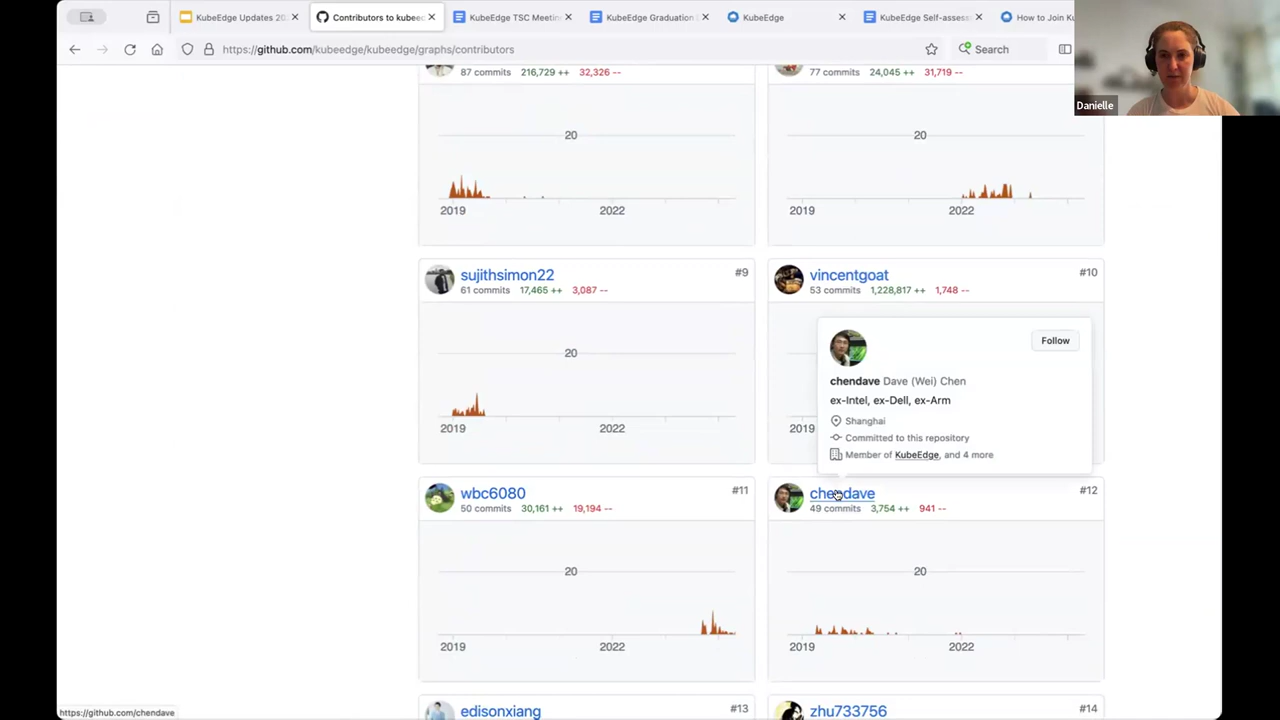 KubeEdge Updates 20
Contributors to kubee
KubeEdge TSC Meetin
KubeEdge Graduation
KubeEdge
KubeEdge Self-assess
How to Join Ku
https://github.com/kubeedge/kubeedge/graphs/contributors
Search
Danielle
87 commits 216,729 ++ 32,326 --
77 commits 24,045 ++ 31,719 --
20
20
2019 2022
2019 2022
sujithsimon22 #9
61 commits 17,465 ++ 3,087 --
vincentgoat #10
53 commits 1,228,817 ++ 1,748 --
20
2019 2022
2019
Follow
chendave Dave (Wei) Chen
ex-Intel, ex-Dell, ex-Arm
Shanghai
Committed to this repository
Member of KubeEdge, and 4 more
wbc6080 #11
50 commits 30,161 ++ 19,194 --
chendave #12
49 commits 3,754 ++ 941 --
20
20
2019 2022
2019 2022
edisonxiang #13
zhu733756 #14
https://github.com/chendave